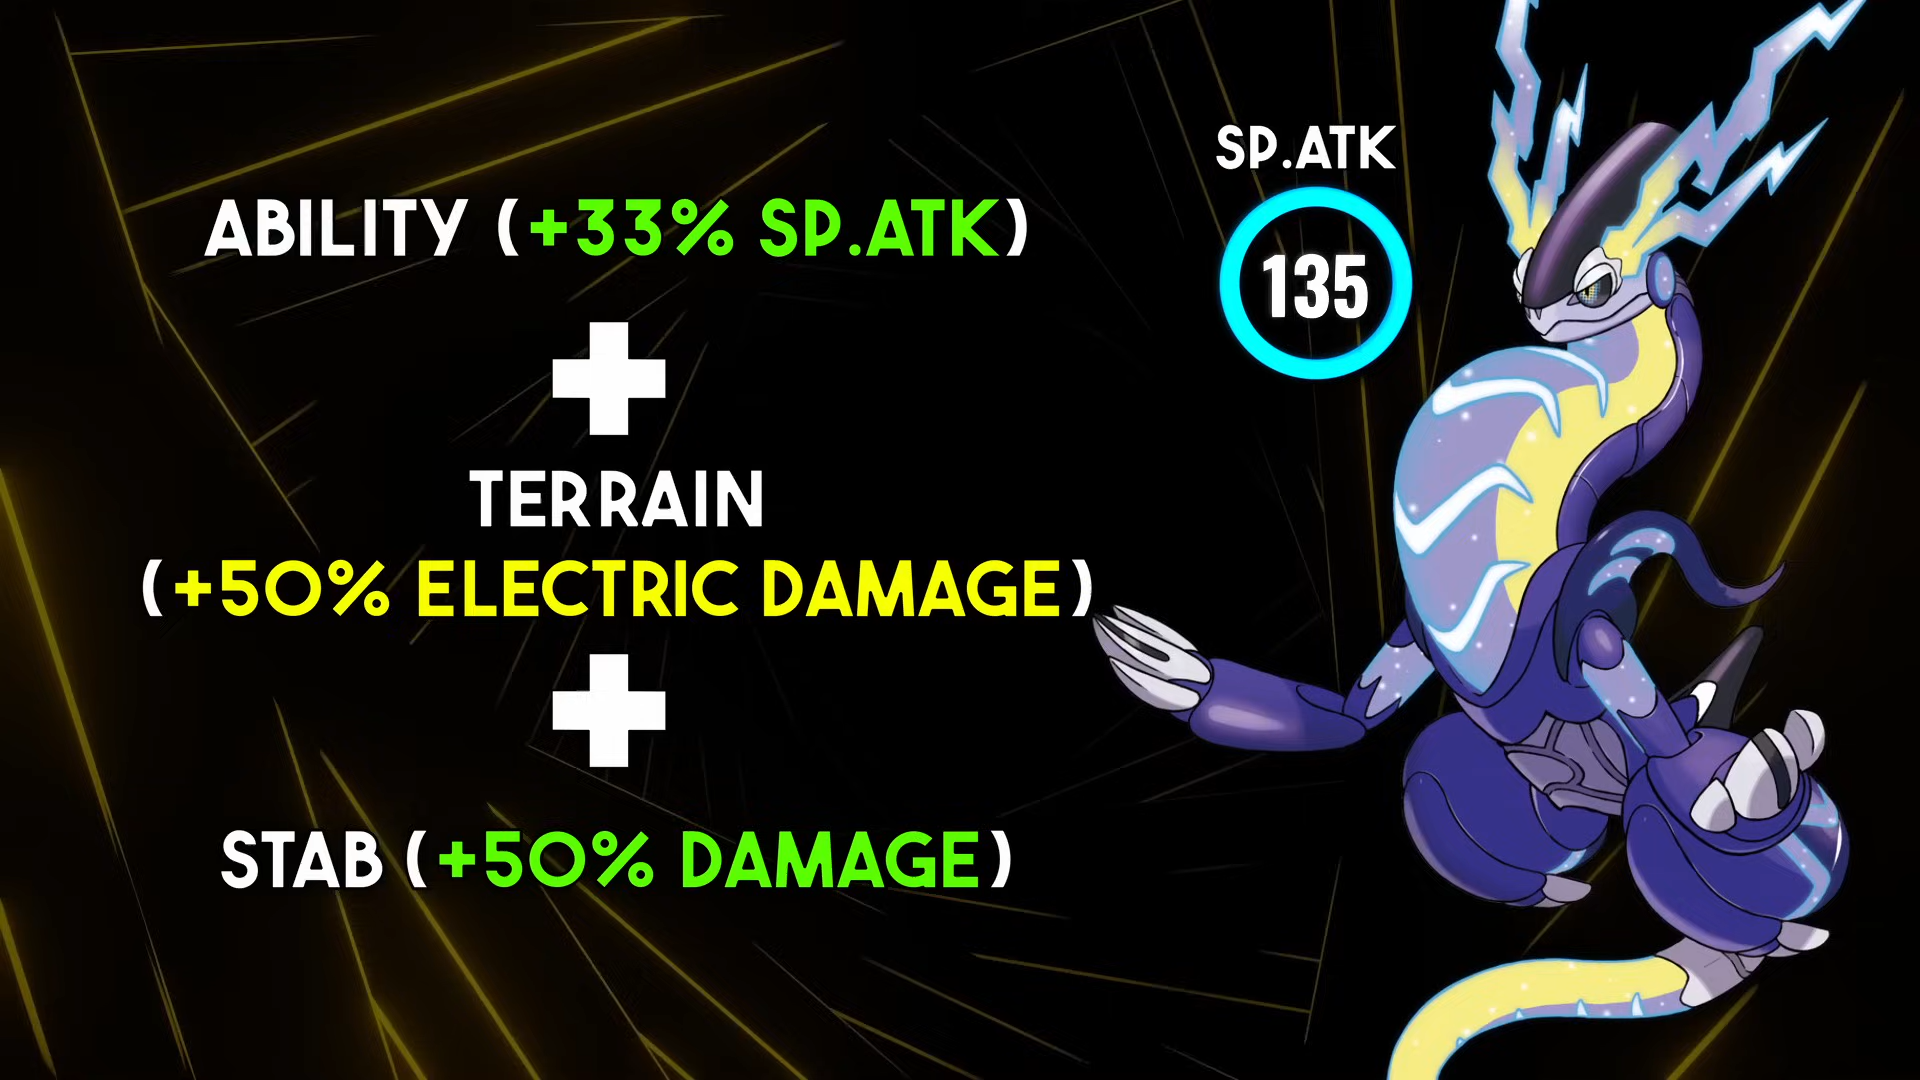 ABILITY (+33% SP.ATK)
TERRAIN
(+50% ELECTRIC DAMAGE)
STAB (+50% DAMAGE)
SP.ATK
135